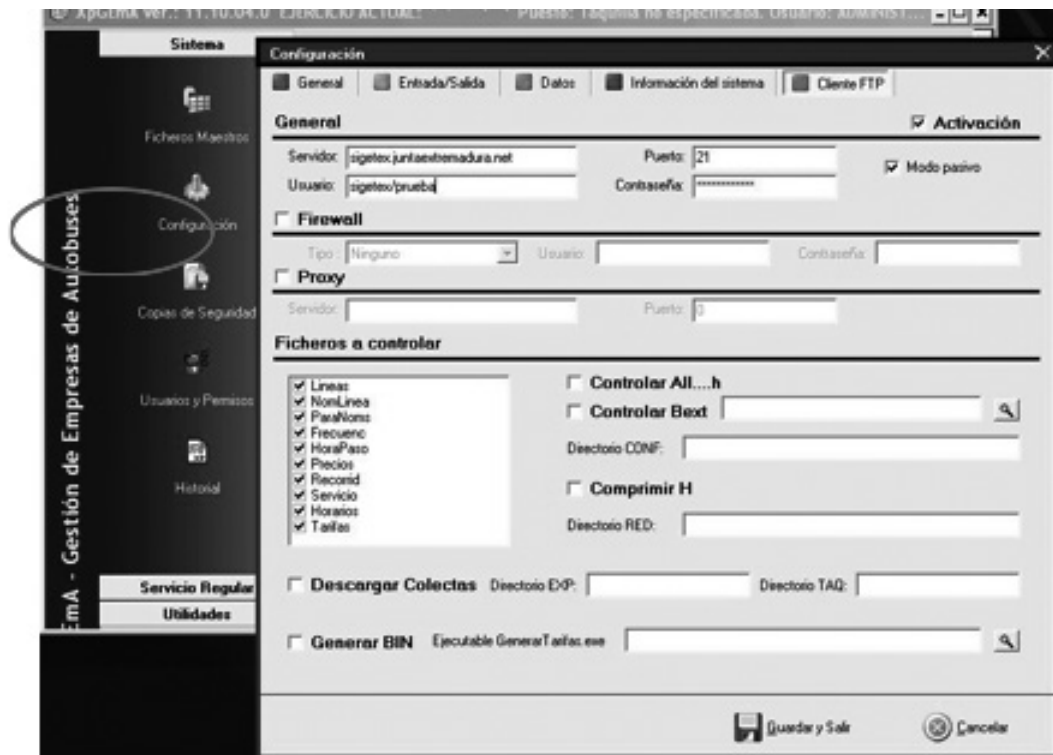 ApGEmA ver.: 11.10.04.0 EJERCICIO ACTUAL: Puesto: Taquilla no especificada. Usuario: ADMINIST...
Sistema
Ficheros Maestros
Configuración
Copias de Seguridad
Usuarios y Permisos
Historial
Servicio Regular
Utilidades
EmA - Gestión de Empresas de Autobuses
Configuración
General Entrada/Salida Datos Información del sistema Cliente FTP
General Activación
Servidor: sigetex.juntaextremadura.net Puerto: 21 Modo pasivo
Usuario: sigetex/prueba Contraseña: ************
Firewall
Tipo: Ninguno Usuario: Contraseña:
Proxy
Servidor: Puerto: 0
Ficheros a controlar
Lineas
NomLinea
ParaNoms
Frecuenc
HoraPaso
Precios
Recorrid
Servicio
Horarios
Tarifas
Controlar All....h
Controlar Bext
Directorio CONF:
Comprimir H
Directorio RED:
Descargar Colectas Directorio EXP: Directorio TAQ:
Generar BIN Ejecutable GenerarTarifas.exe
Guardar y Salir Cancelar